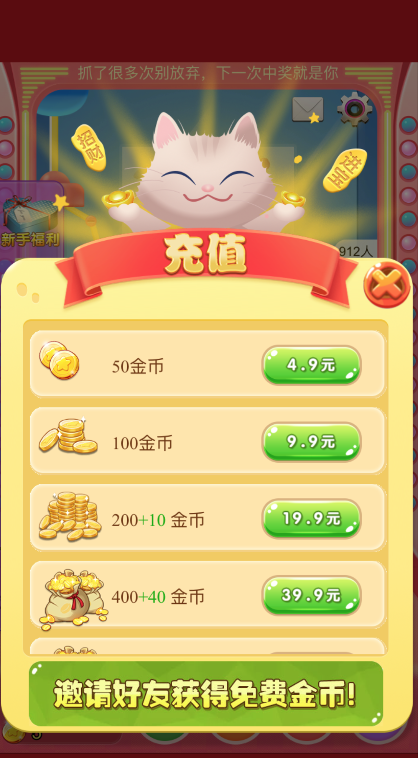 抓了很多次别放弃，下一次中奖就是你
招财
进宝
新手福利
912人
充值
50金币
4.9元
100金币
9.9元
200+10 金币
19.9元
400+40 金币
39.9元
邀请好友获得免费金币!